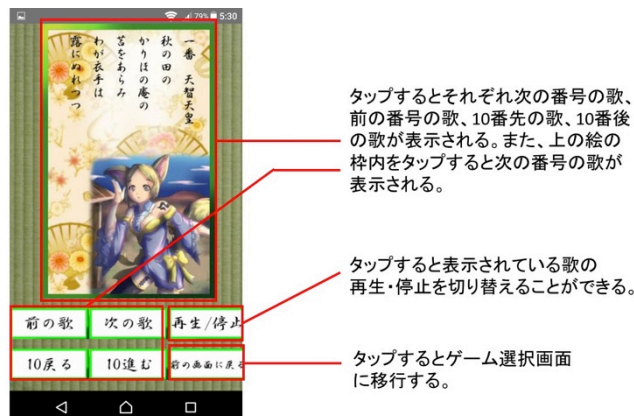 79% 5:30
一番 天智天皇
秋の田の
かりほの庵の
苫をあらみ
わが衣手は
露にぬれつつ
タップするとそれぞれ次の番号の歌、
前の番号の歌、10番先の歌、10番後
の歌が表示される。また、上の絵の
枠内をタップすると次の番号の歌が
表示される。
タップすると表示されている歌の
再生・停止を切り替えることができる。
前の歌
次の歌
再生/停止
10戻る
10進む
前の画面に戻る
タップするとゲーム選択画面
に移行する。